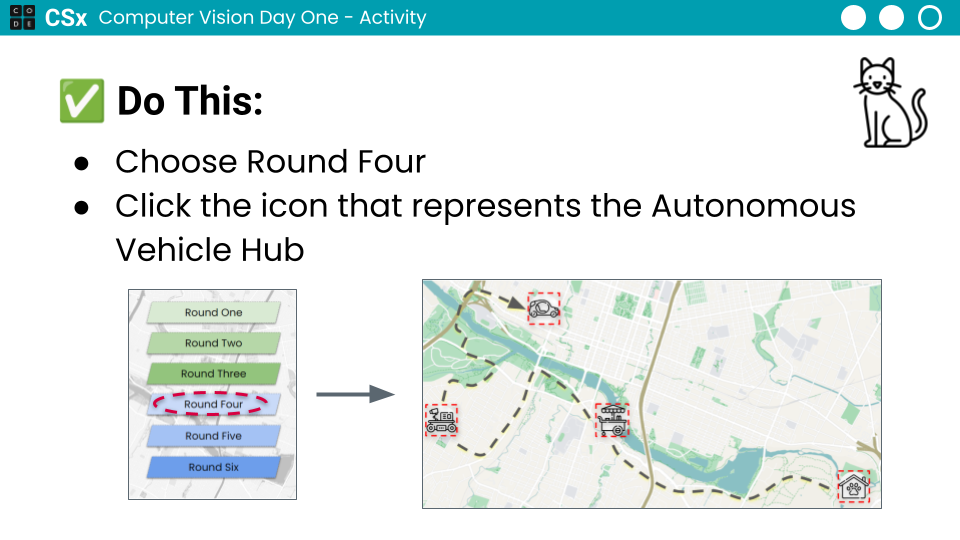 CODE CSx Computer Vision Day One - Activity
✅ Do This:
● Choose Round Four
● Click the icon that represents the Autonomous
Vehicle Hub
Round One
Round Two
Round Three
Round Four
Round Five
Round Six